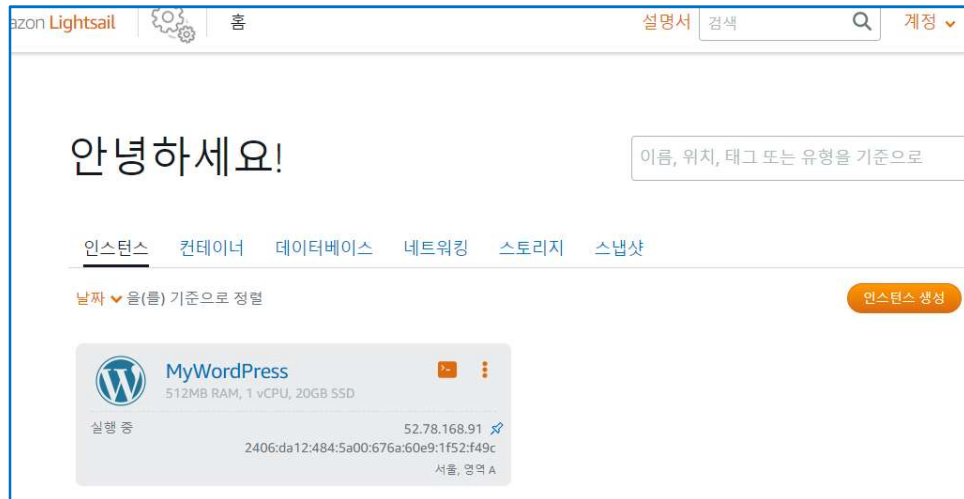 azon Lightsail 홈 설명서 검색 계정
안녕하세요!
이름, 위치, 태그 또는 유형을 기준으로
인스턴스 컨테이너 데이터베이스 네트워킹 스토리지 스냅샷
날짜 을(를) 기준으로 정렬
인스턴스 생성
MyWordPress
512MB RAM, 1 vCPU, 20GB SSD
실행 중
52.78.168.91
2406:da12:484:5a00:676a:60e9:1f52:f49c
서울, 영역 A